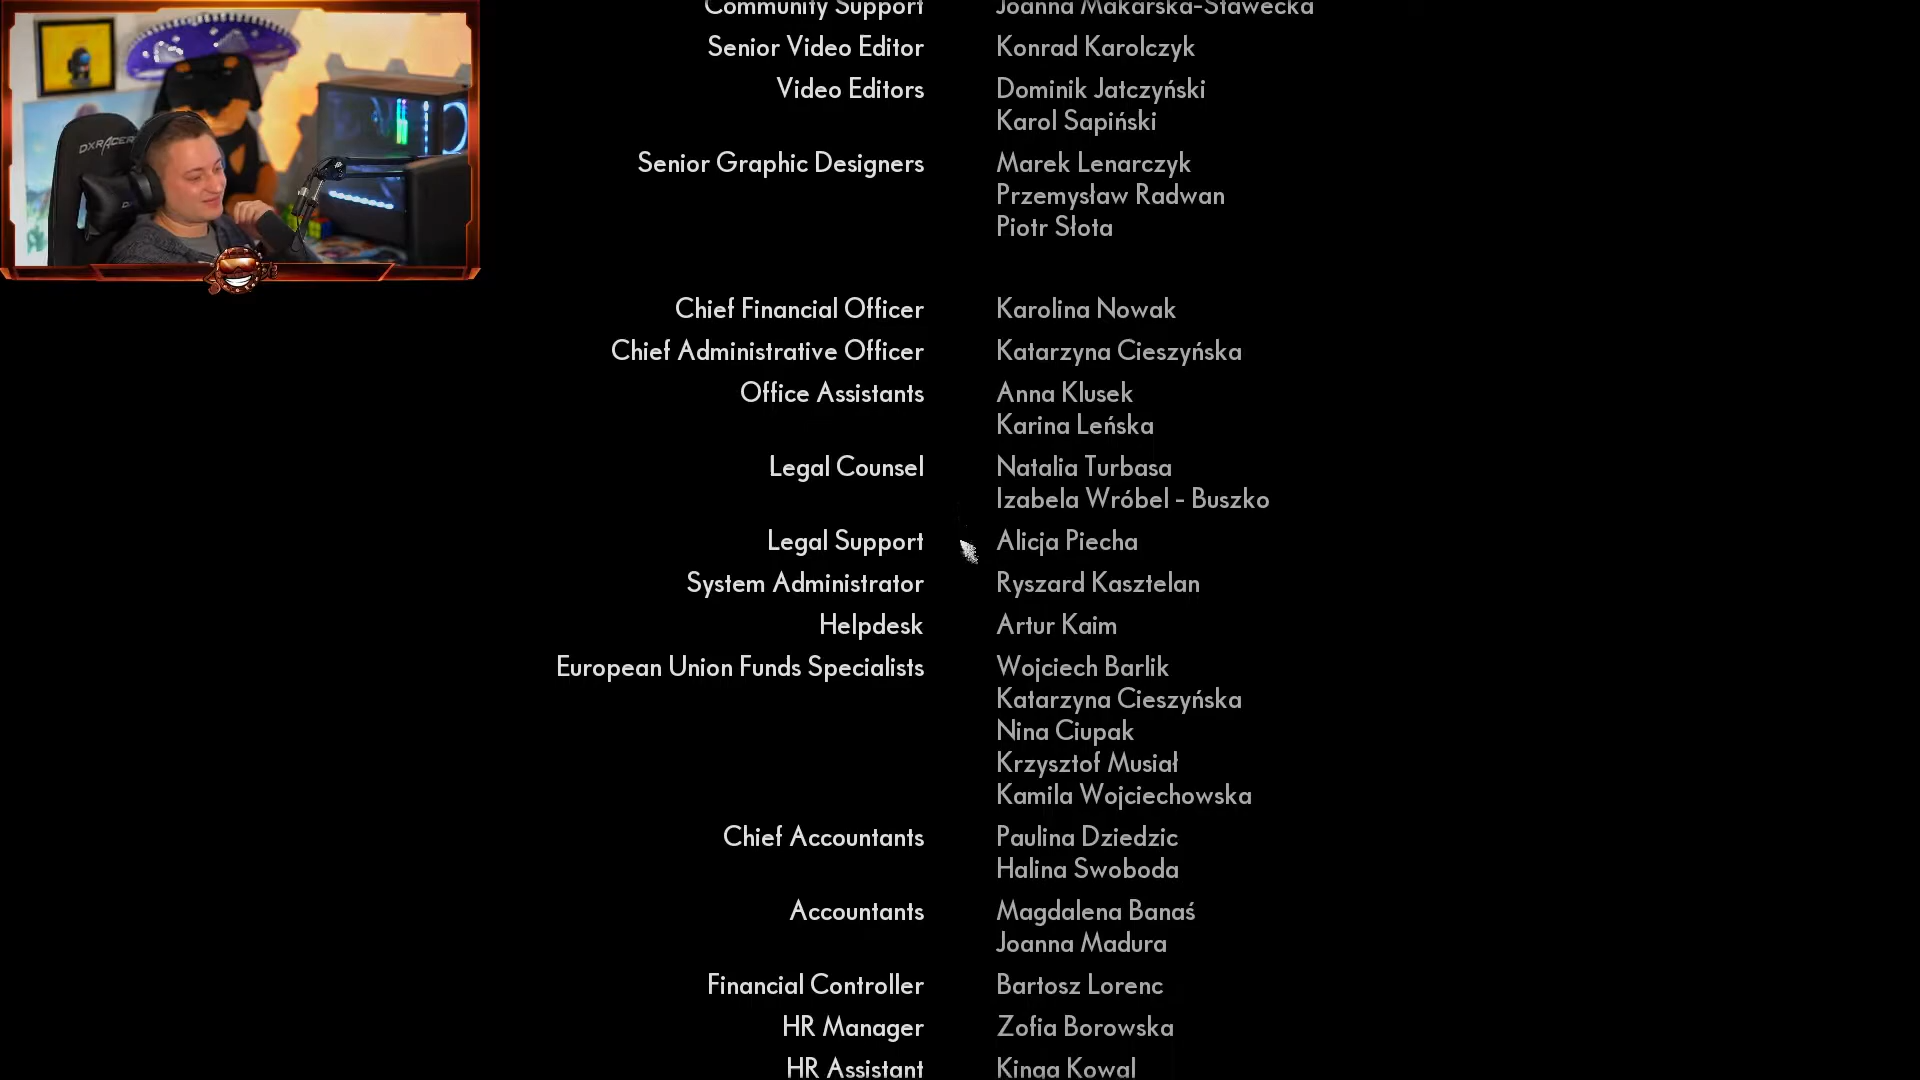 Community Support Joanna Makarska-Sławecka
Senior Video Editor Konrad Karolczyk
Video Editors Dominik Jatczyński
Karol Sapiński
Senior Graphic Designers Marek Lenarczyk
Przemysław Radwan
Piotr Słota
DXRACER
Chief Financial Officer Karolina Nowak
Chief Administrative Officer Katarzyna Cieszyńska
Office Assistants Anna Klusek
Karina Leńska
Legal Counsel Natalia Turbasa
Izabela Wróbel - Buszko
Legal Support Alicja Piecha
System Administrator Ryszard Kasztelan
Helpdesk Artur Kaim
European Union Funds Specialists Wojciech Barlik
Katarzyna Cieszyńska
Nina Ciupak
Krzysztof Musiał
Kamila Wojciechowska
Chief Accountants Paulina Dziedzic
Halina Swoboda
Accountants Magdalena Banaś
Joanna Madura
Financial Controller Bartosz Lorenc
HR Manager Zofia Borowska
HR Assistant Kinga Kowal